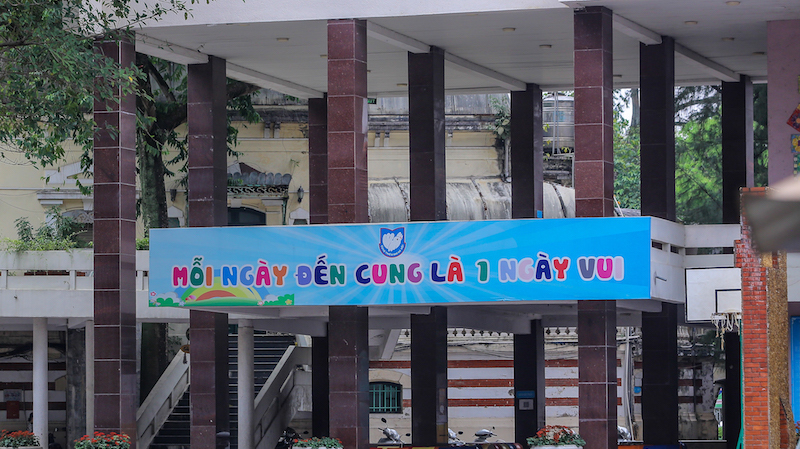 MỖI NGÀY ĐẾN CUNG LÀ 1 NGÀY VUI